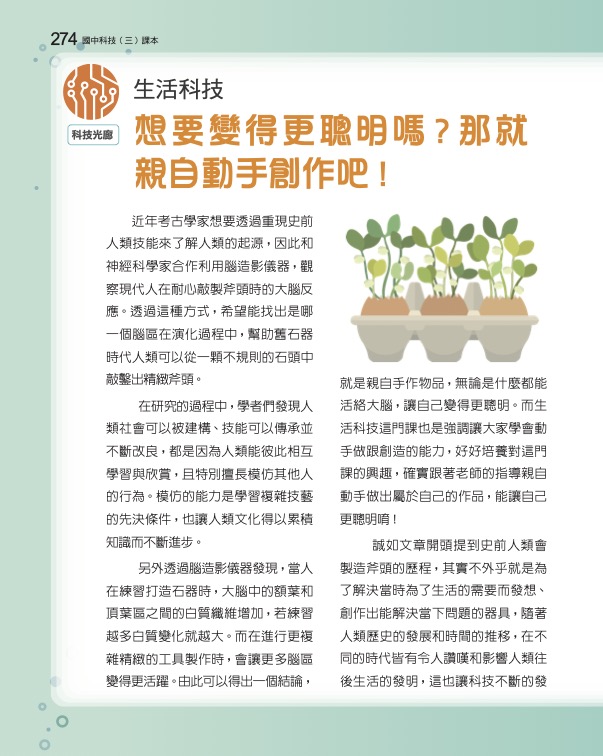 274 國中科技（三）課本
科技光廊
生活科技
想要變得更聰明嗎？那就
親自動手創作吧！
近年考古學家想要透過重現史前
人類技能來了解人類的起源，因此和
神經科學家合作利用腦造影儀器，觀
察現代人在耐心敲製斧頭時的大腦反
應。透過這種方式，希望能找出是哪
一個腦區在演化過程中，幫助舊石器
時代人類可以從一顆不規則的石頭中
敲鑿出精緻斧頭。
在研究的過程中，學者們發現人
類社會可以被建構、技能可以傳承並
不斷改良，都是因為人類能彼此相互
學習與欣賞，且特別擅長模仿其他人
的行為。模仿的能力是學習複雜技藝
的先決條件，也讓人類文化得以累積
知識而不斷進步。
另外透過腦造影儀器發現，當人
在練習打造石器時，大腦中的額葉和
頂葉區之間的白質纖維增加，若練習
越多白質變化就越大。而在進行更複
雜精緻的工具製作時，會讓更多腦區
變得更活躍。由此可以得出一個結論，
就是親自手作物品，無論是什麼都能
活絡大腦，讓自己變得更聰明。而生
活科技這門課也是強調讓大家學會動
手做跟創造的能力，好好培養對這門
課的興趣，確實跟著老師的指導親自
動手做出屬於自己的作品，能讓自己
更聰明唷！
誠如文章開頭提到史前人類會
製造斧頭的歷程，其實不外乎就是為
了解決當時為了生活的需要而發想、
創作出能解決當下問題的器具，隨著
人類歷史的發展和時間的推移，在不
同的時代皆有令人讚嘆和影響人類往
後生活的發明，這也讓科技不斷的發